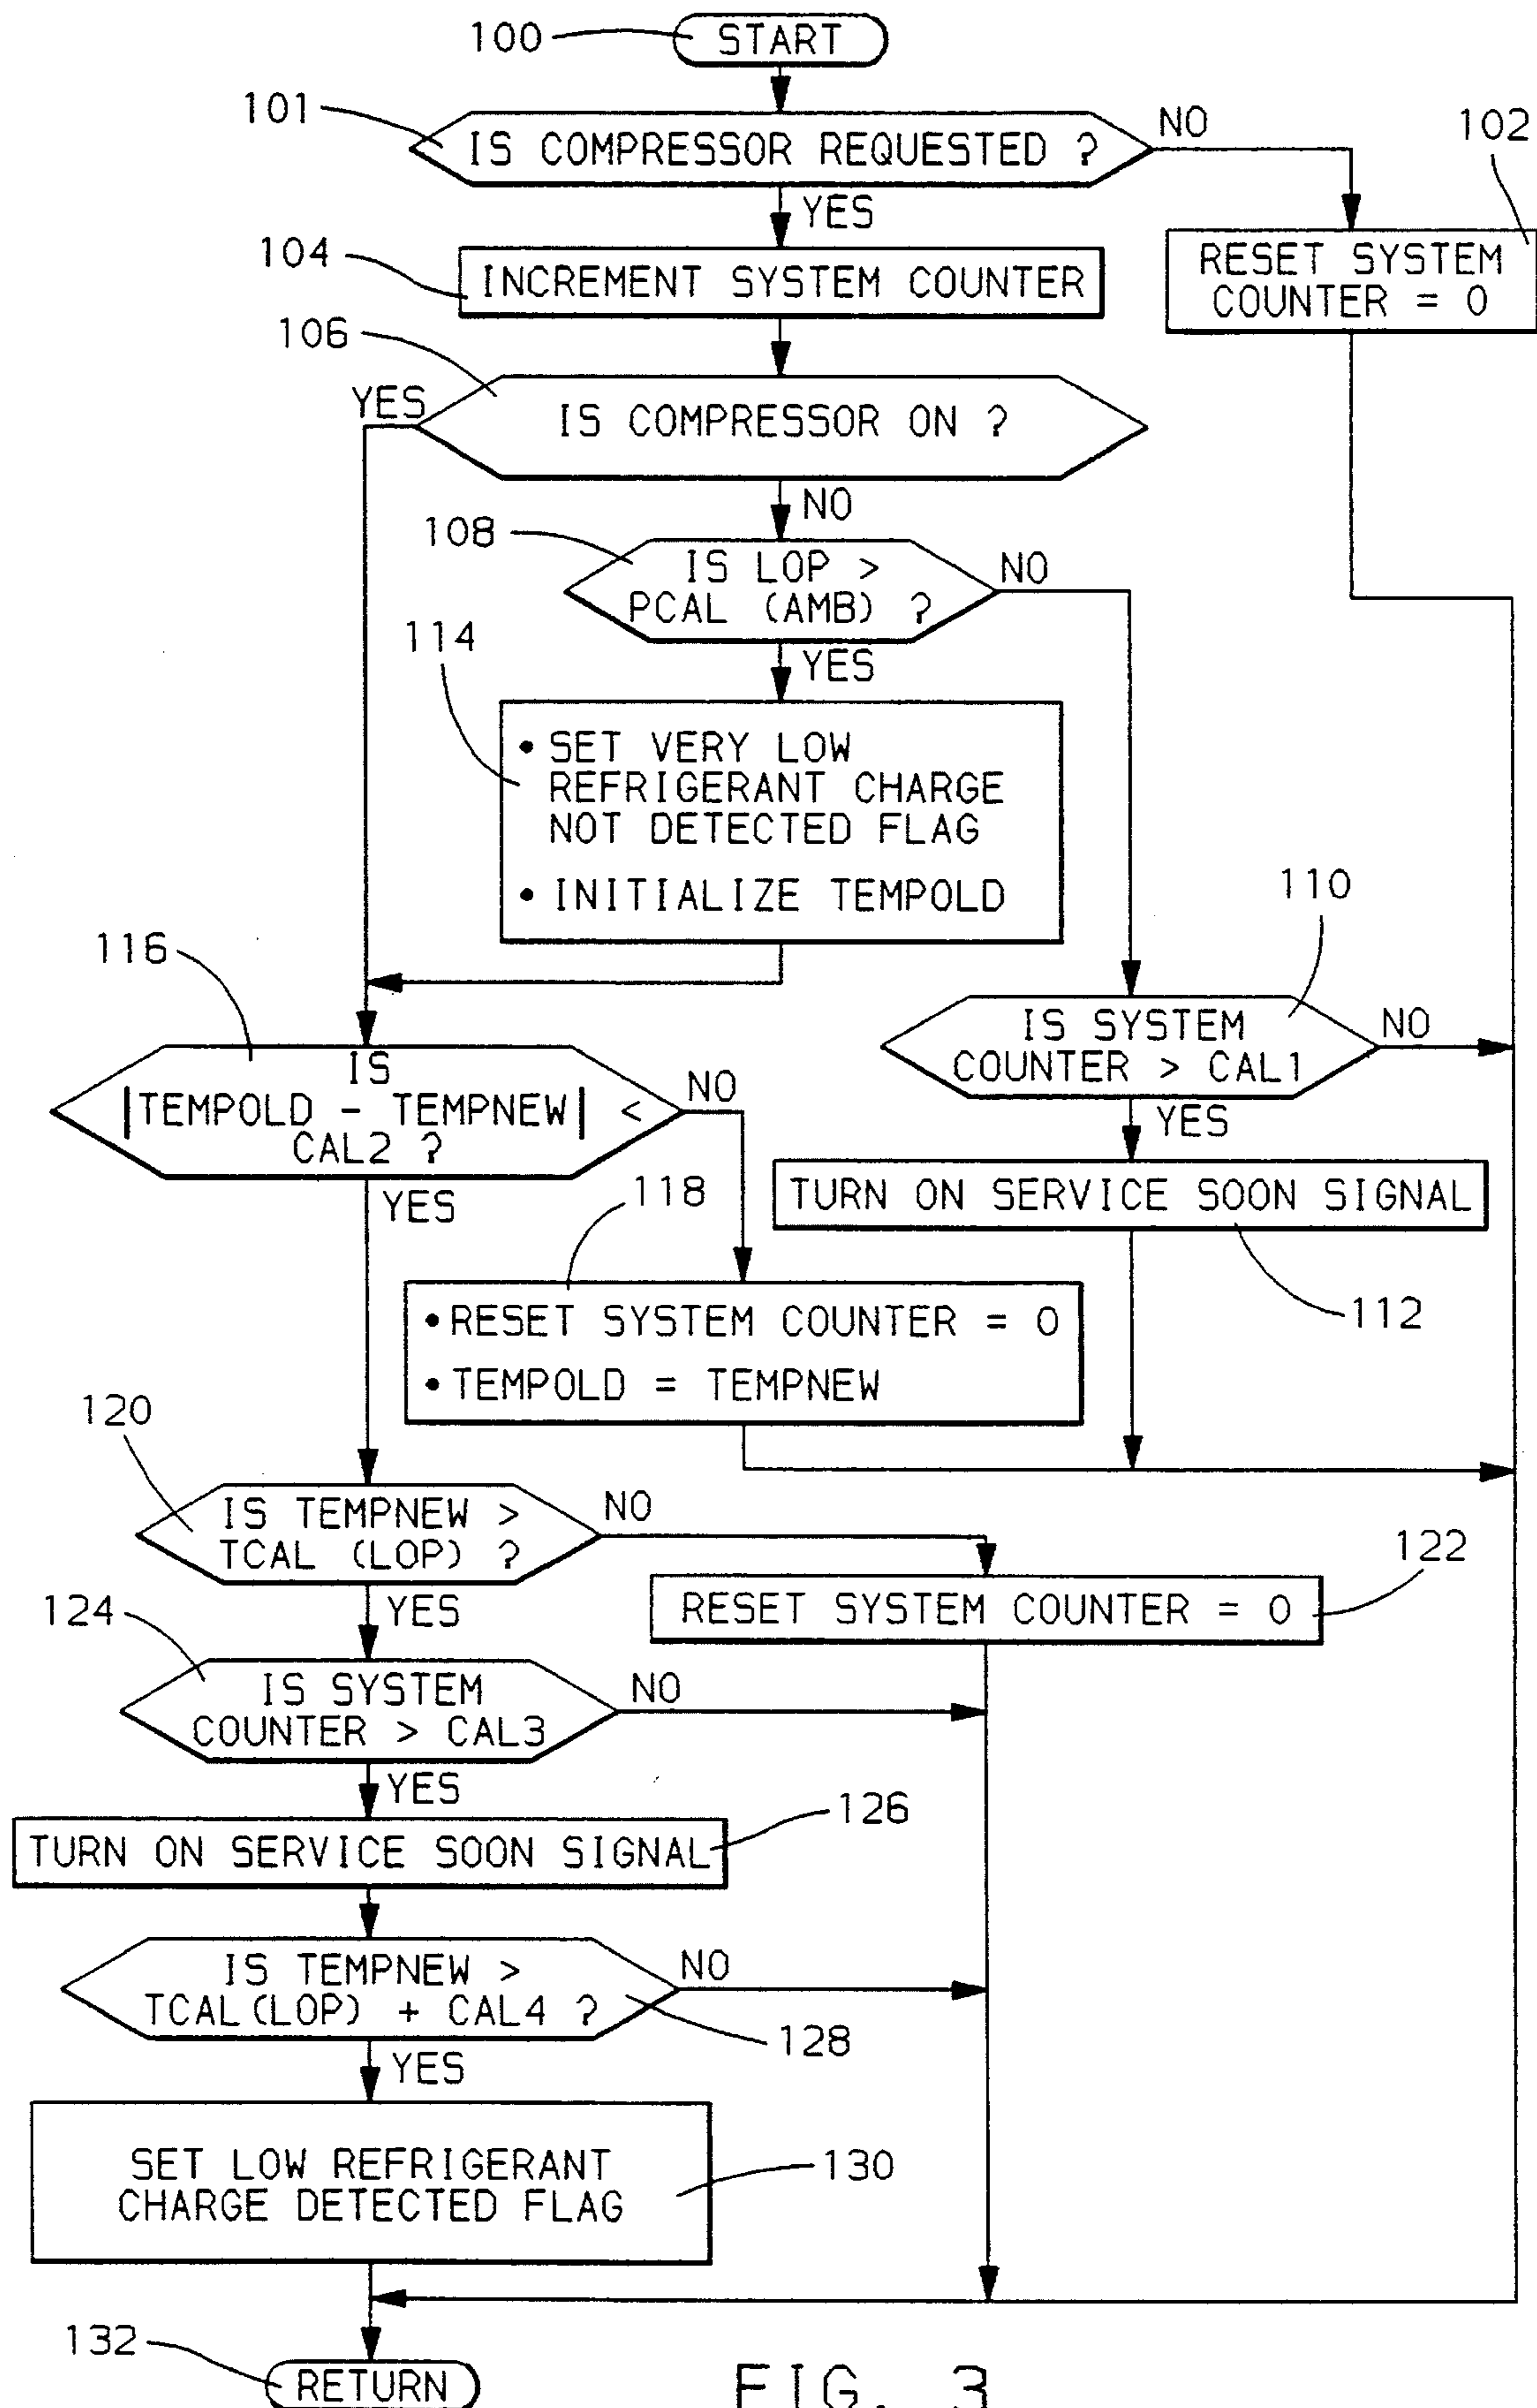 100
START
101
IS COMPRESSOR REQUESTED ?
NO
102
YES
RESET SYSTEM
COUNTER = 0
104
INCREMENT SYSTEM COUNTER
106
YES
IS COMPRESSOR ON ?
NO
108
IS LOP >
PCAL (AMB) ?
NO
YES
114
• SET VERY LOW
REFRIGERANT CHARGE
NOT DETECTED FLAG
• INITIALIZE TEMPOLD
110
IS SYSTEM
COUNTER > CAL1
NO
YES
116
IS
|TEMPOLD - TEMPNEW| <
CAL2 ?
NO
YES
TURN ON SERVICE SOON SIGNAL
112
118
• RESET SYSTEM COUNTER = 0
• TEMPOLD = TEMPNEW
120
IS TEMPNEW >
TCAL (LOP) ?
NO
YES
122
RESET SYSTEM COUNTER = 0
124
IS SYSTEM
COUNTER > CAL3
NO
YES
126
TURN ON SERVICE SOON SIGNAL
IS TEMPNEW >
TCAL(LOP) + CAL4 ?
NO
128
YES
SET LOW REFRIGERANT
CHARGE DETECTED FLAG
130
132
RETURN
FIG. 3